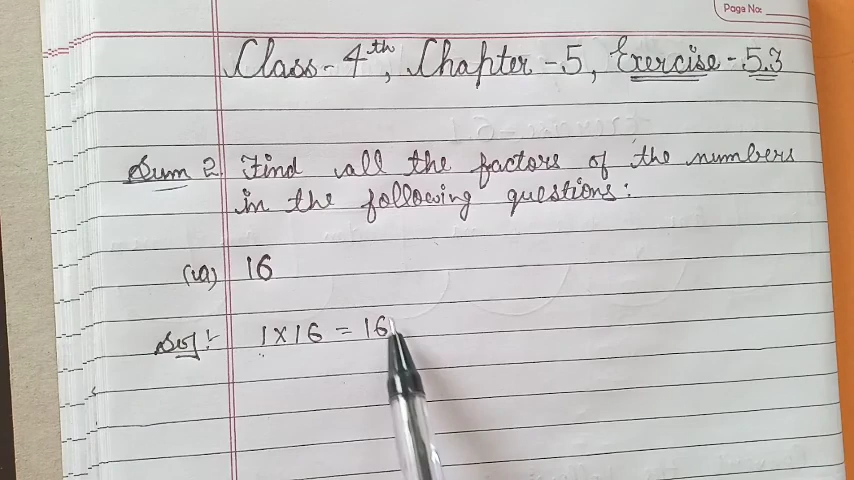 Page No:
Class - 4th, Chapter - 5, Exercise - 5.3
Sum 2. Find all the factors of the numbers
in the following questions:
(a) 16
Sol:- 1 × 16 = 16